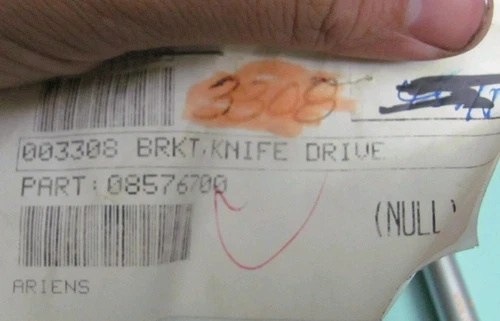 3308
003308 BRKT,KNIFE DRIVE
PART: 08576700
(NULL)
ARIENS